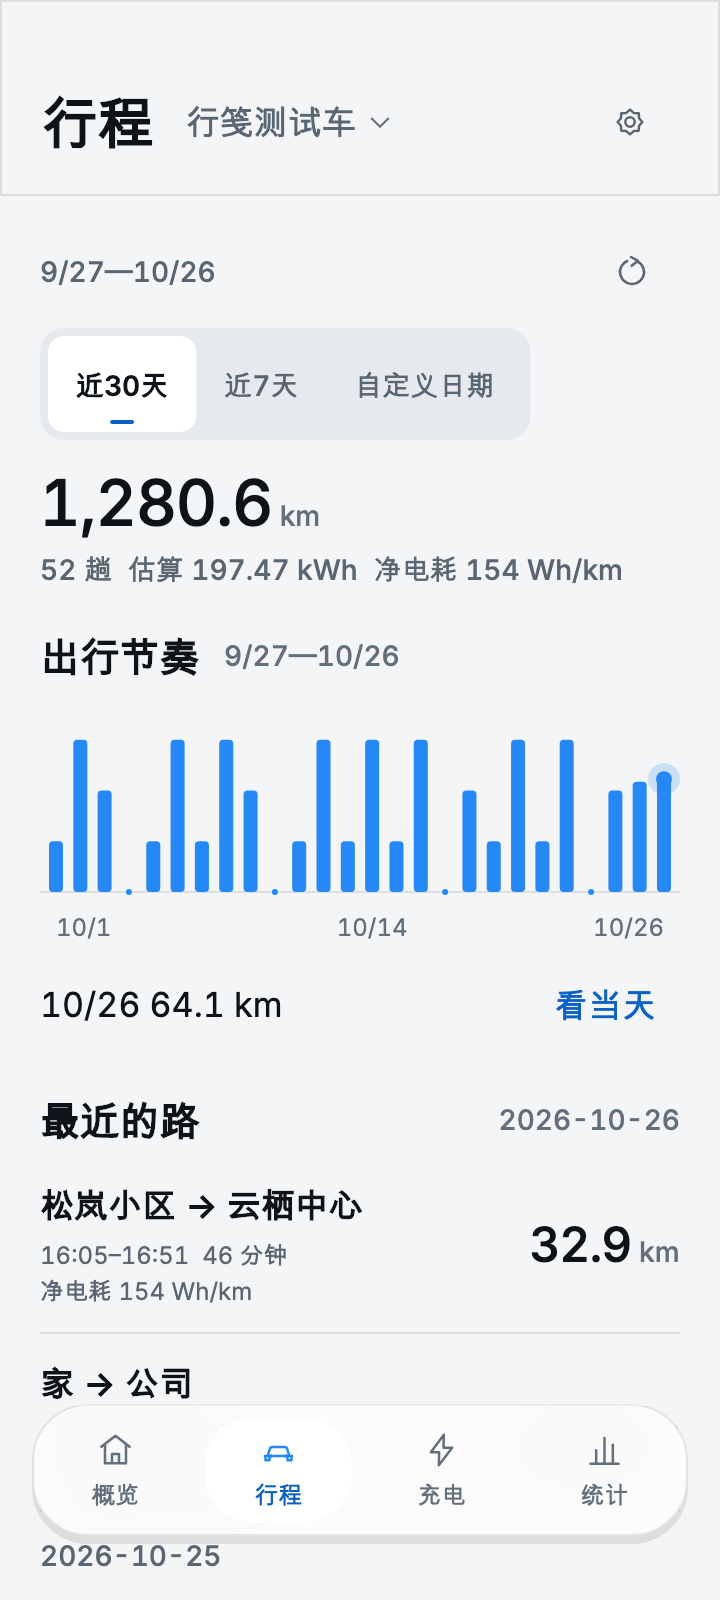 行程 行笺测试车
9/27—10/26
近30天 近7天 自定义日期
1,280.6 km
52 趟 估算 197.47 kWh 净电耗 154 Wh/km
出行节奏 9/27—10/26
10/1 10/14 10/26
10/26 64.1 km 看当天
最近的路 2026-10-26
松岚小区 → 云栖中心
16:05–16:51 46 分钟
32.9 km
净电耗 154 Wh/km
家 → 公司
概览 行程 充电 统计
2026-10-25